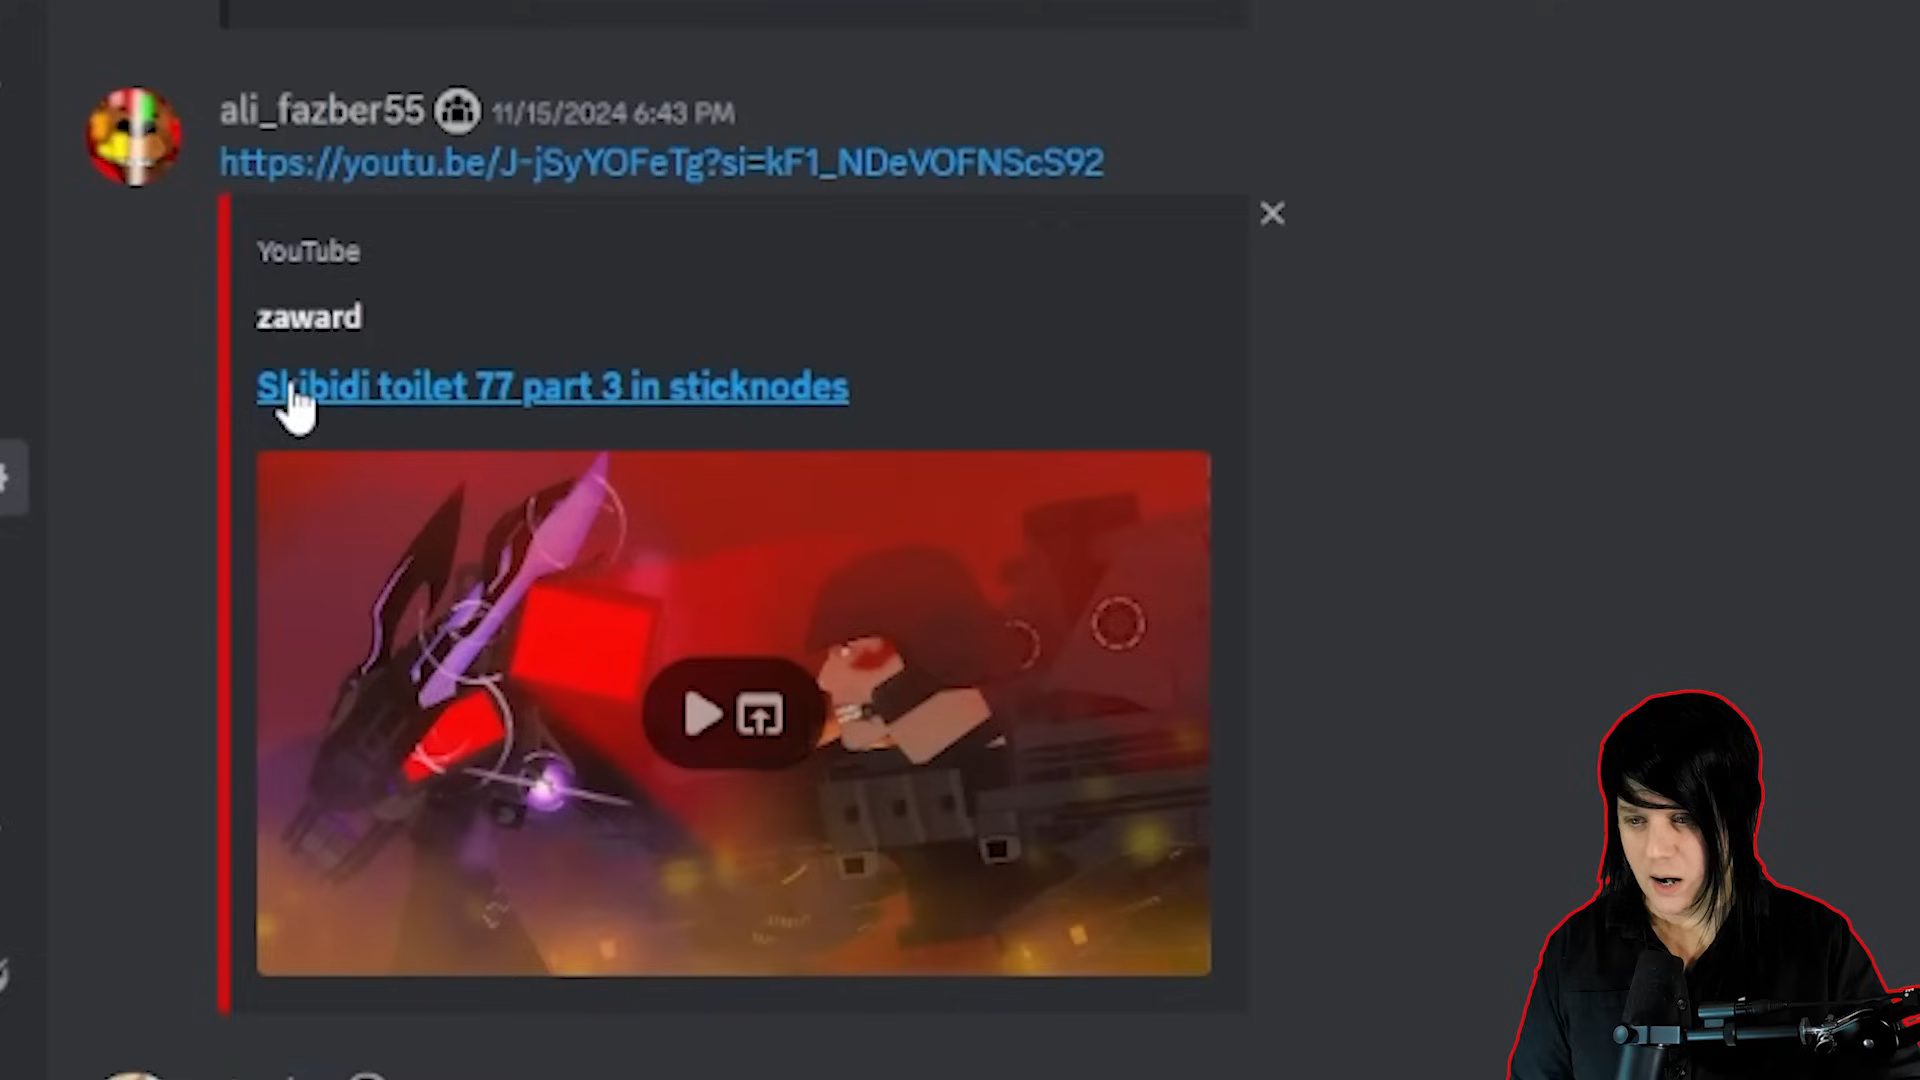 ali_fazber55 11/15/2024 6:43 PM
https://youtu.be/J-jSyYOFeTg?si=kF1_NDeVOFNScS92
YouTube
zaward
Skibidi toilet 77 part 3 in sticknodes